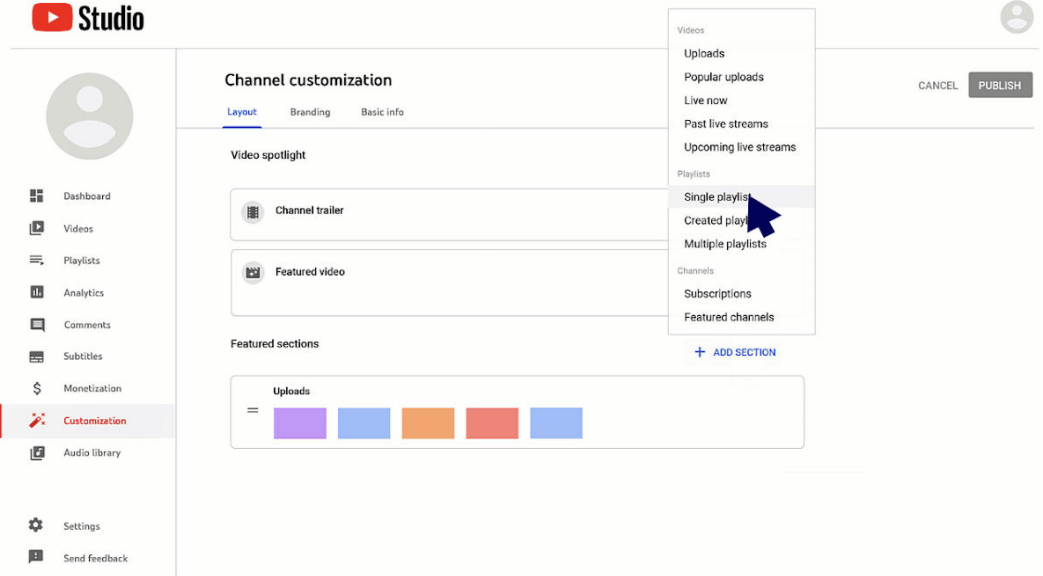 Studio
Channel customization
CANCEL
PUBLISH
Layout
Branding
Basic info
Video spotlight
Channel trailer
Featured video
Featured sections
ADD SECTION
Uploads
Videos
Uploads
Popular uploads
Live now
Past live streams
Upcoming live streams
Playlists
Single playlist
Created
Multiple playlists
Channels
Subscriptions
Featured channels
Dashboard
Videos
Playlists
Analytics
Comments
Subtitles
Monetization
Customization
Audio library
Settings
Send feedback